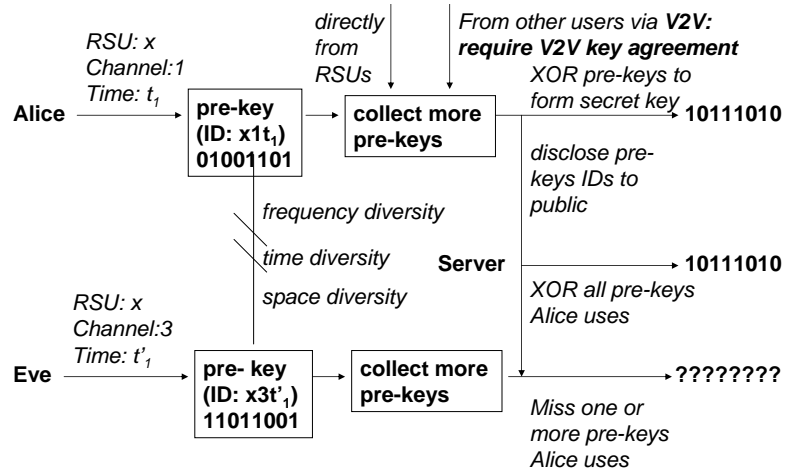 directly
from
RSUs
From other users via V2V:
require V2V key agreement
RSU: x
Channel:1
Time: t₁
XOR pre-keys to
form secret key
Alice
pre-key
(ID: x1t₁)
01001101
collect more
pre-keys
10111010
disclose pre-
keys IDs to
public
frequency diversity
time diversity
space diversity
Server
10111010
XOR all pre-keys
Alice uses
RSU: x
Channel:3
Time: t'₁
Eve
pre- key
(ID: x3t'₁)
11011001
collect more
pre-keys
????????
Miss one or
more pre-keys
Alice uses